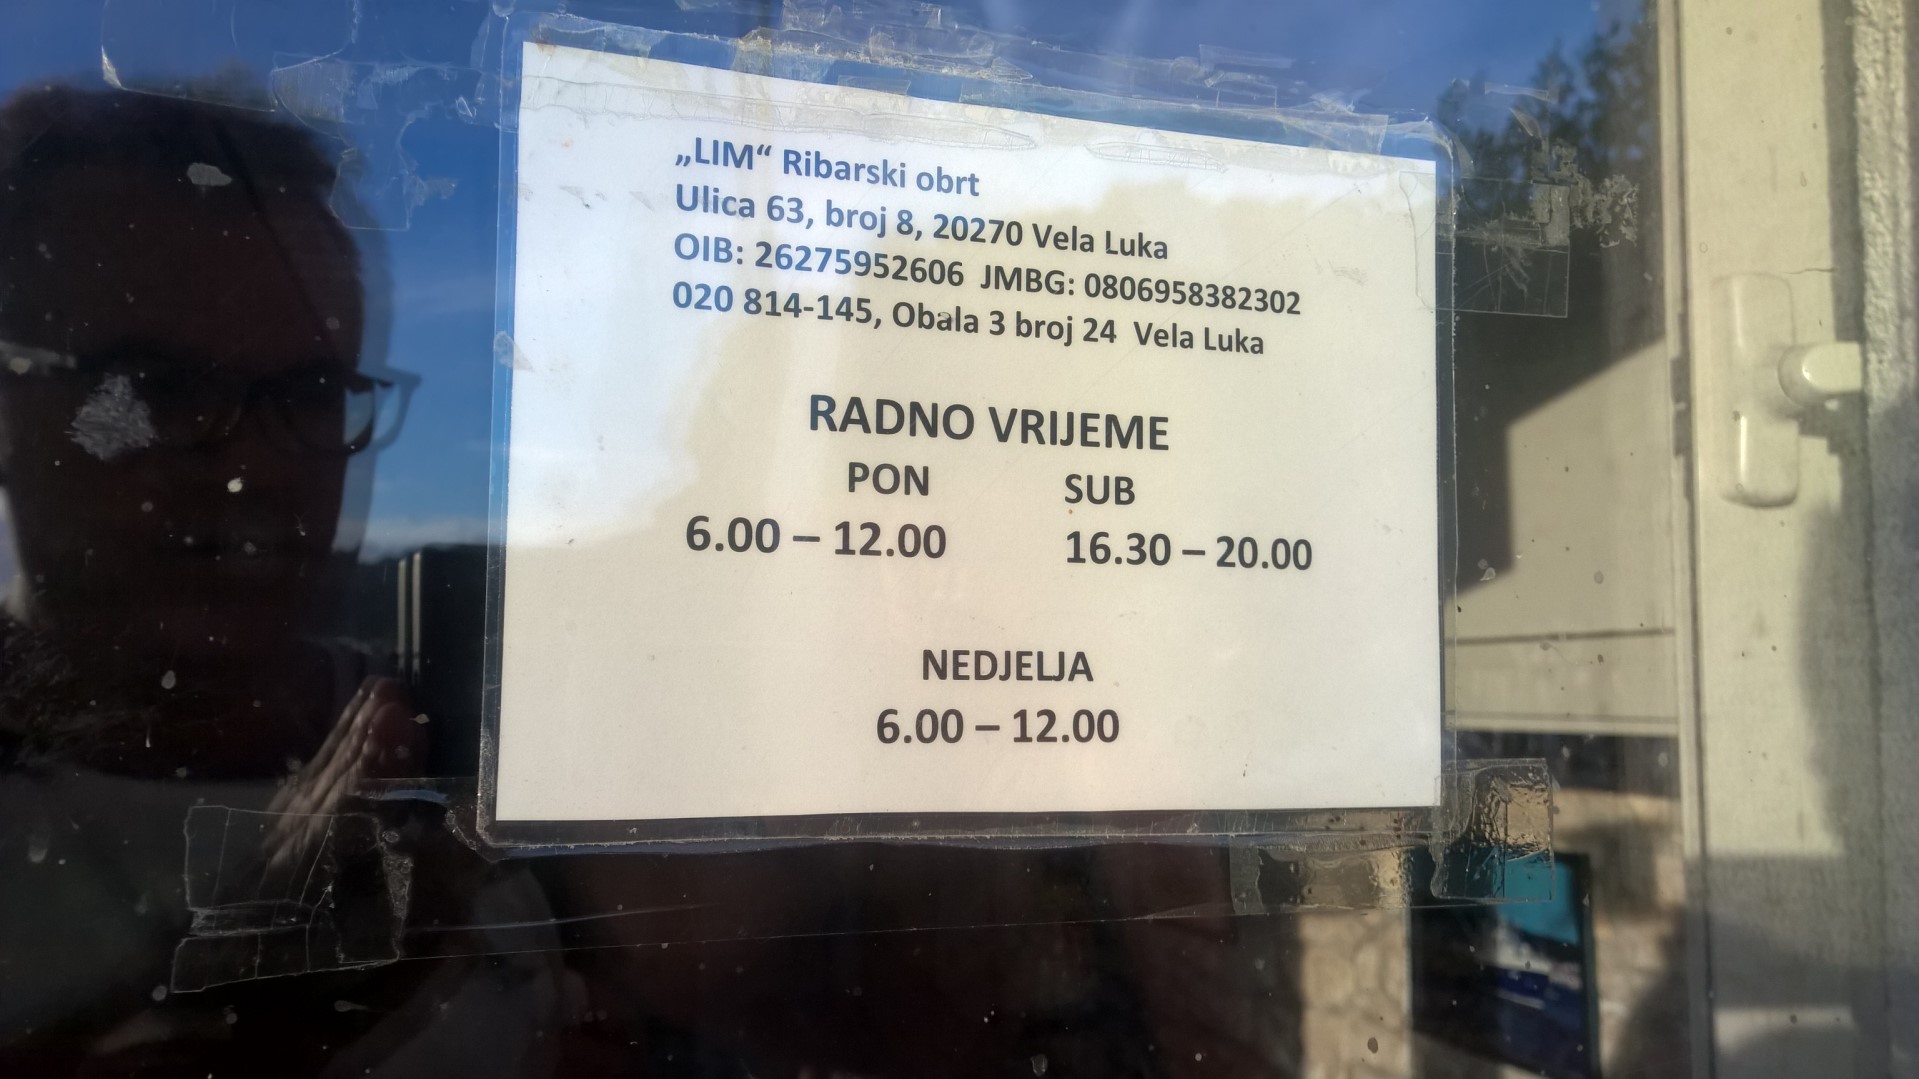 „LIM“ Ribarski obrt
Ulica 63, broj 8, 20270 Vela Luka
OIB: 26275952606 JMBG: 0806958382302
020 814-145, Obala 3 broj 24 Vela Luka
RADNO VRIJEME
PON SUB
6.00 – 12.00 16.30 – 20.00
NEDJELJA
6.00 – 12.00